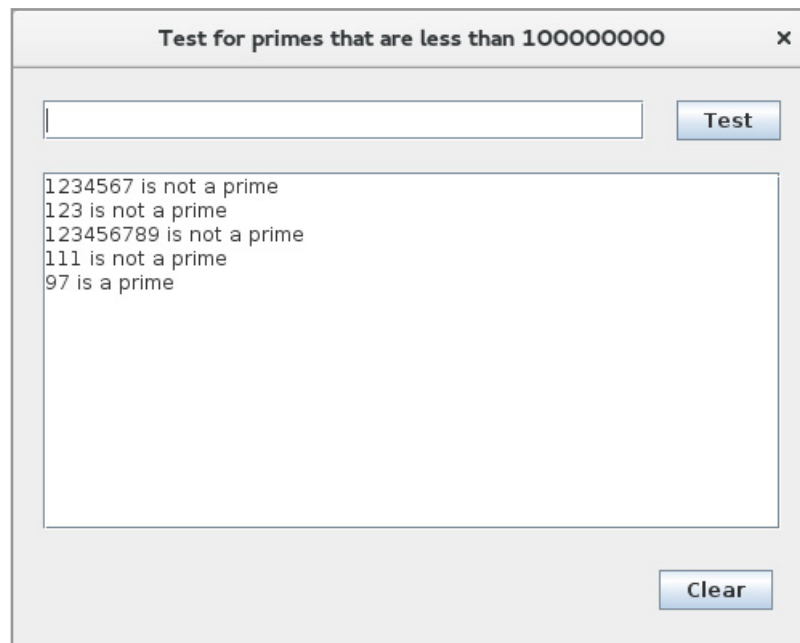 Test for primes that are less than 100000000
×
Test
1234567 is not a prime
123 is not a prime
123456789 is not a prime
111 is not a prime
97 is a prime
Clear